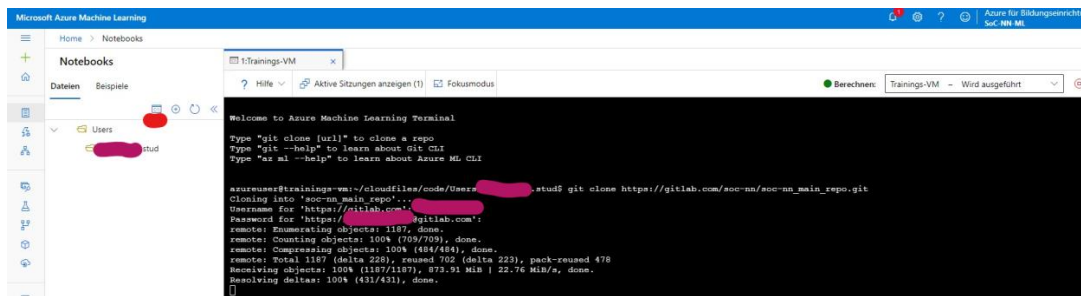 Microsoft Azure Machine Learning
Azure für Bildungseinricht
SoC-NN-ML
Home > Notebooks
Notebooks
Dateien Beispiele
Users
stud
1:Trainings-VM ×
? Hilfe Aktive Sitzungen anzeigen (1) Fokusmodus
Berechnen: Trainings-VM – Wird ausgeführt
Welcome to Azure Machine Learning Terminal
Type "git clone [url]" to clone a repo
Type "git --help" to learn about Git CLI
Type "az ml --help" to learn about Azure ML CLI
azureuser@trainings-vm:~/cloudfiles/code/Users .stud$ git clone https://gitlab.com/soc-nn/soc-nn_main_repo.git
Cloning into 'soc-nn_main_repo'...
Username for 'https://gitlab.com':
Password for 'https:/ @gitlab.com':
remote: Enumerating objects: 1187, done.
remote: Counting objects: 100% (709/709), done.
remote: Compressing objects: 100% (484/484), done.
remote: Total 1187 (delta 228), reused 702 (delta 223), pack-reused 478
Receiving objects: 100% (1187/1187), 873.91 MiB | 22.76 MiB/s, done.
Resolving deltas: 100% (431/431), done.